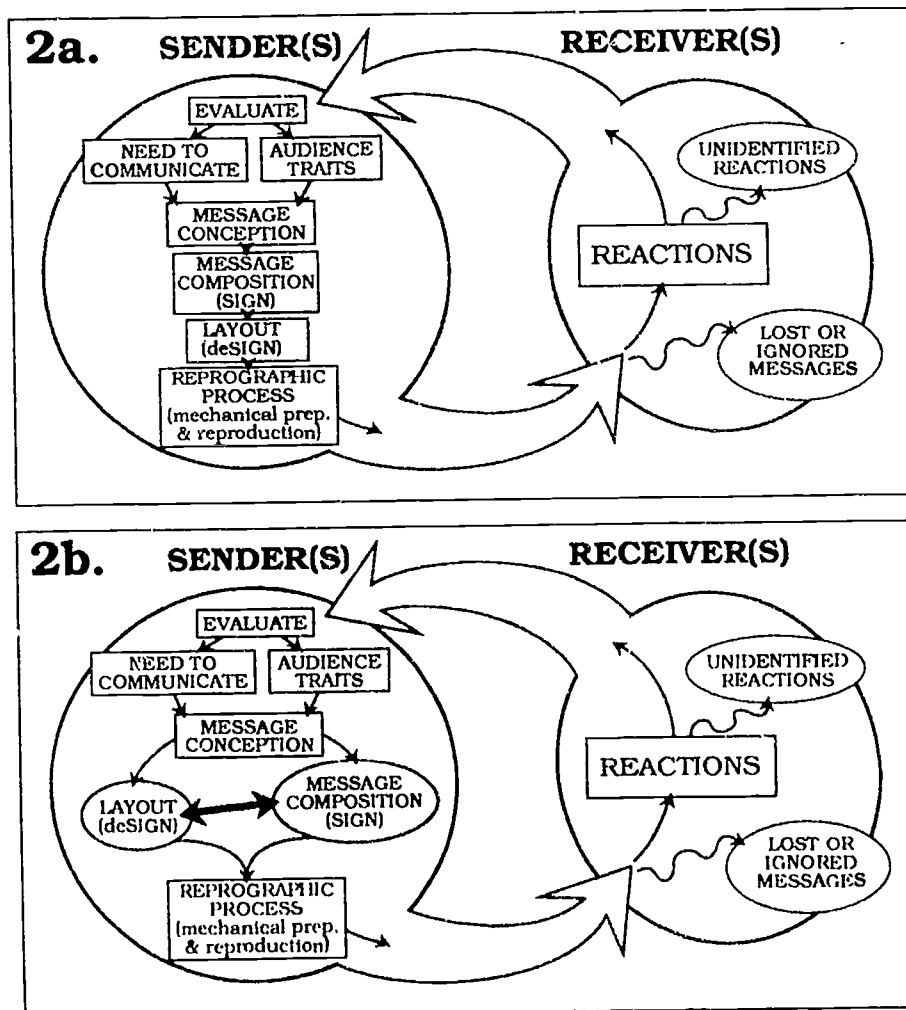 2a.
SENDER(S)
RECEIVER(S)
EVALUATE
NEED TO
COMMUNICATE
AUDIENCE
TRAITS
MESSAGE
CONCEPTION
MESSAGE
COMPOSITION
(SIGN)
LAYOUT
(deSIGN)
REPROGRAPHIC
PROCESS
(mechanical prep.
& reproduction)
UNIDENTIFIED
REACTIONS
REACTIONS
LOST OR
IGNORED
MESSAGES
2b.
SENDER(S)
RECEIVER(S)
EVALUATE
NEED TO
COMMUNICATE
AUDIENCE
TRAITS
MESSAGE
CONCEPTION
LAYOUT
(deSIGN)
MESSAGE
COMPOSITION
(SIGN)
REPROGRAPHIC
PROCESS
(mechanical prep.
& reproduction)
UNIDENTIFIED
REACTIONS
REACTIONS
LOST OR
IGNORED
MESSAGES